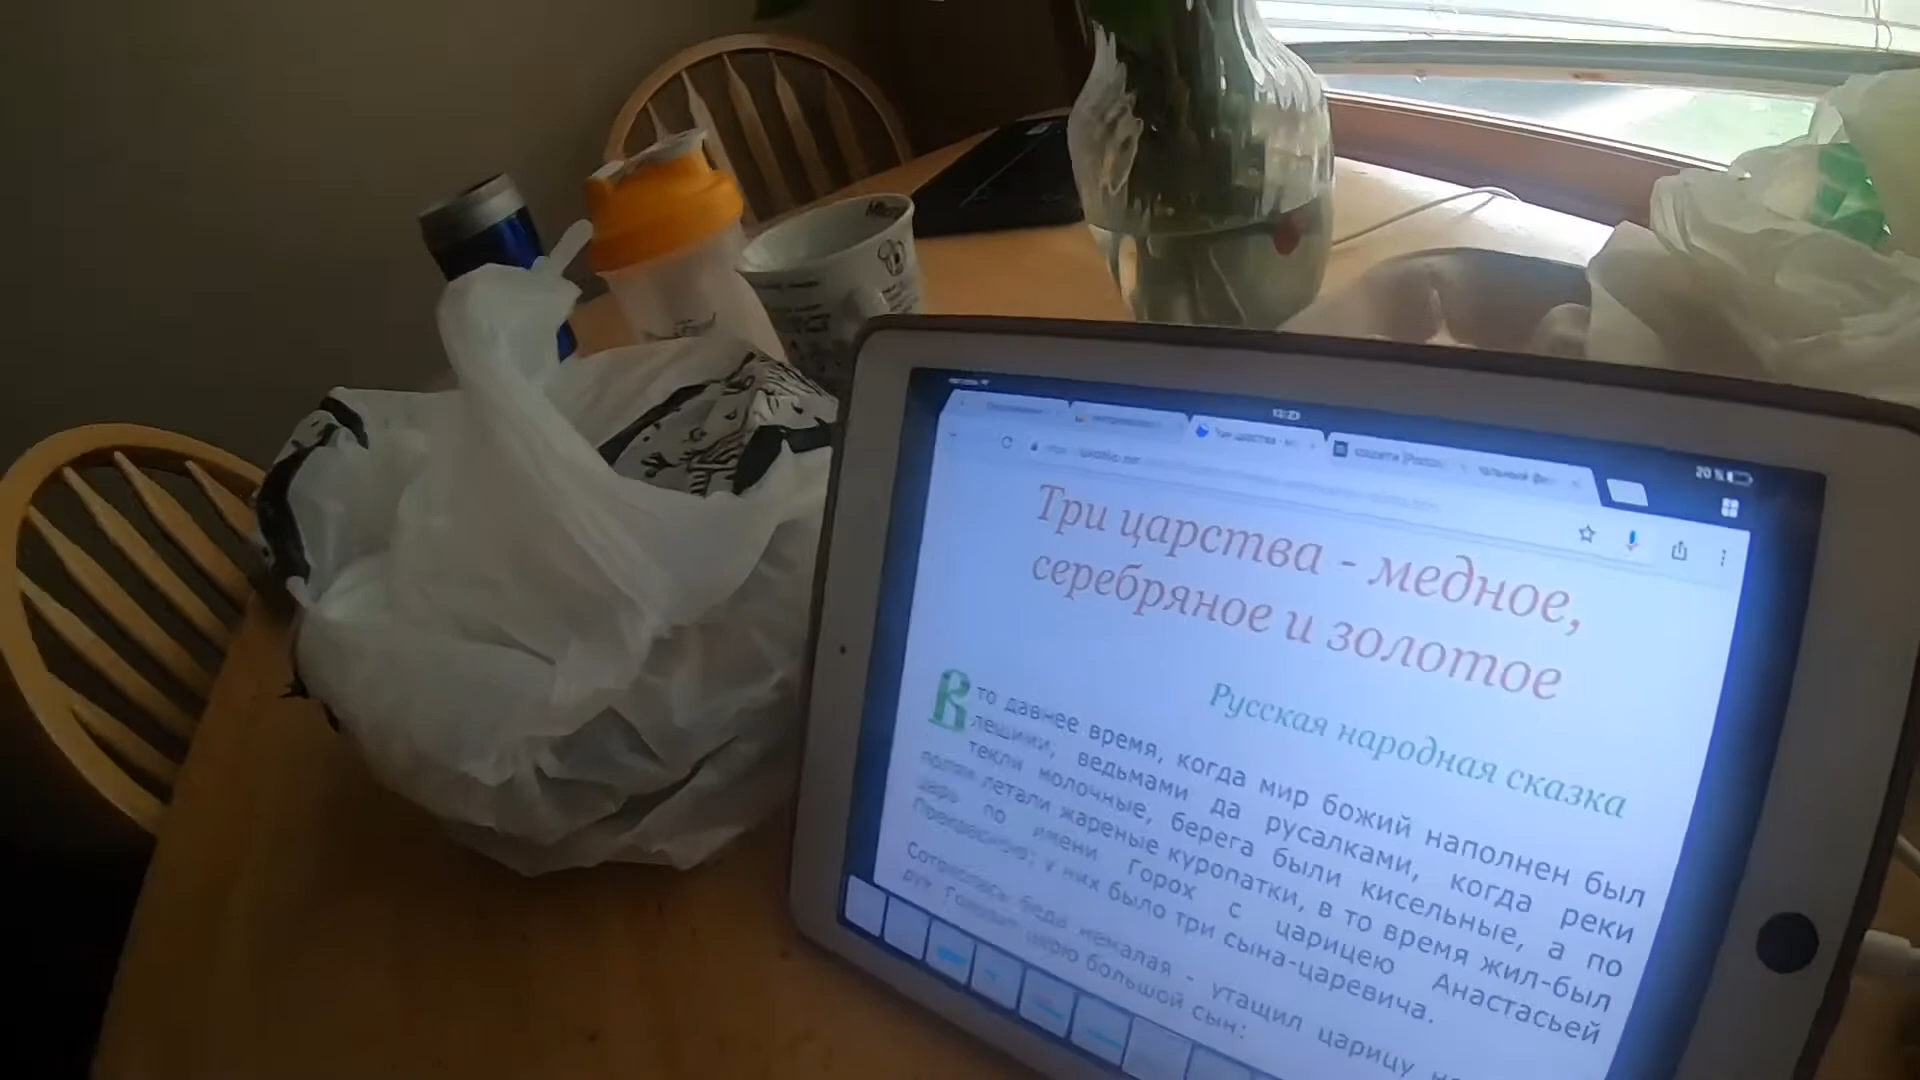 12:23
20 %
Три царства - медное,
серебряное и золотое
Русская народная сказка
В то давнее время, когда мир божий наполнен был
лешими, ведьмами да русалками, когда реки
текли молочные, берега были кисельные, а по
полям летали жареные куропатки, в то время жил-был
царь по имени Горох с царицею Анастасьей
Прекрасною; у них было три сына-царевича.
Сотряслась беда немалая - утащил царицу
дух. Говорит царю большой сын: